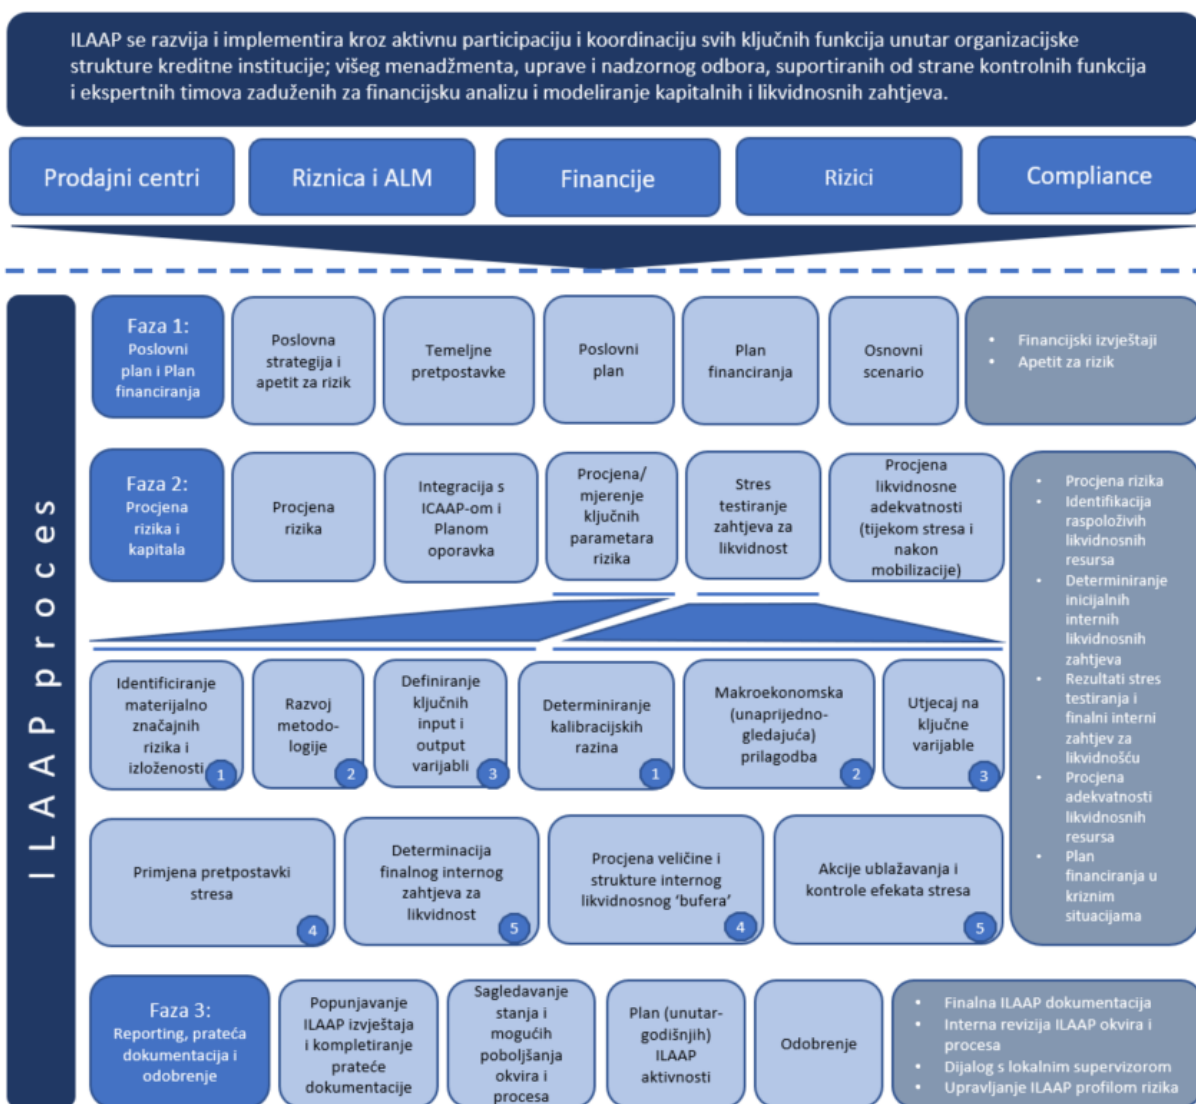 ILAAP se razvija i implementira kroz aktivnu participaciju i koordinaciju svih ključnih funkcija unutar organizacijske
strukture kreditne institucije; višeg menadžmenta, uprave i nadzornog odbora, suportiranih od strane kontrolnih funkcija
i ekspertnih timova zaduženih za financijsku analizu i modeliranje kapitalnih i likvidnosnih zahtjeva.
Prodajni centri
Riznica i ALM
Financije
Rizici
Compliance
ILAAP proces
Faza 1:
Poslovni
plan i Plan
financiranja
Poslovna
strategija i
apetit za rizik
Temeljne
pretpostavke
Poslovni
plan
Plan
financiranja
Osnovni
scenario
• Financijski izvještaji
• Apetit za rizik
Faza 2:
Procjena
rizika i
kapitala
Procjena
rizika
Integracija s
ICAAP-om i
Planom
oporavka
Procjena/
mjerenje
ključnih
parametara
rizika
Stres
testiranje
zahtjeva za
likvidnost
Procjena
likvidnosne
adekvatnosti
(tijekom stresa i
nakon
mobilizacije)
• Procjena rizika
• Identifikacija
raspoloživih
likvidnosnih
resursa
• Determiniranje
inicijalnih
internih
likvidnosnih
zahtjeva
• Rezultati stres
testiranja i
finalni interni
zahtjev za
likvidnošću
• Procjena
adekvatnosti
likvidnosnih
resursa
• Plan
financiranja u
kriznim
situacijama
Identificiranje
materijalno
značajnih
rizika i
izloženosti
1
Razvoj
metodo-
logije
2
Definiranje
ključnih
input i
output
varijabli
3
Determiniranje
kalibracijskih
razina
1
Makroekonomska
(unaprijedno-
gledajuća)
prilagodba
2
Utjecaj na
ključne
varijable
3
Primjena pretpostavki
stresa
4
Determinacija
finalnog internog
zahtjeva za
likvidnost
5
Procjena veličine i
strukture internog
likvidnosnog ‘bufera’
4
Akcije ublažavanja i
kontrole efekata stresa
5
Faza 3:
Reporting, prateća
dokumentacija i
odobrenje
Popunjavanje
ILAAP izvještaja
i kompletiranje
prateće
dokumentacije
Sagledavanje
stanja i
mogućih
poboljšanja
okvira i
procesa
Plan (unutar-
godišnjih)
ILAAP
aktivnosti
Odobrenje
• Finalna ILAAP dokumentacija
• Interna revizija ILAAP okvira i
procesa
• Dijalog s lokalnim supervizorom
• Upravljanje ILAAP profilom rizika